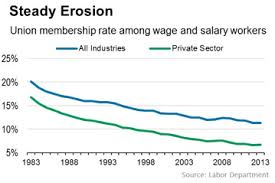 Steady Erosion
Union membership rate among wage and salary workers
All Industries Private Sector
25%
20%
15%
10%
5%
1983 1988 1993 1998 2003 2008 2013
Source: Labor Department